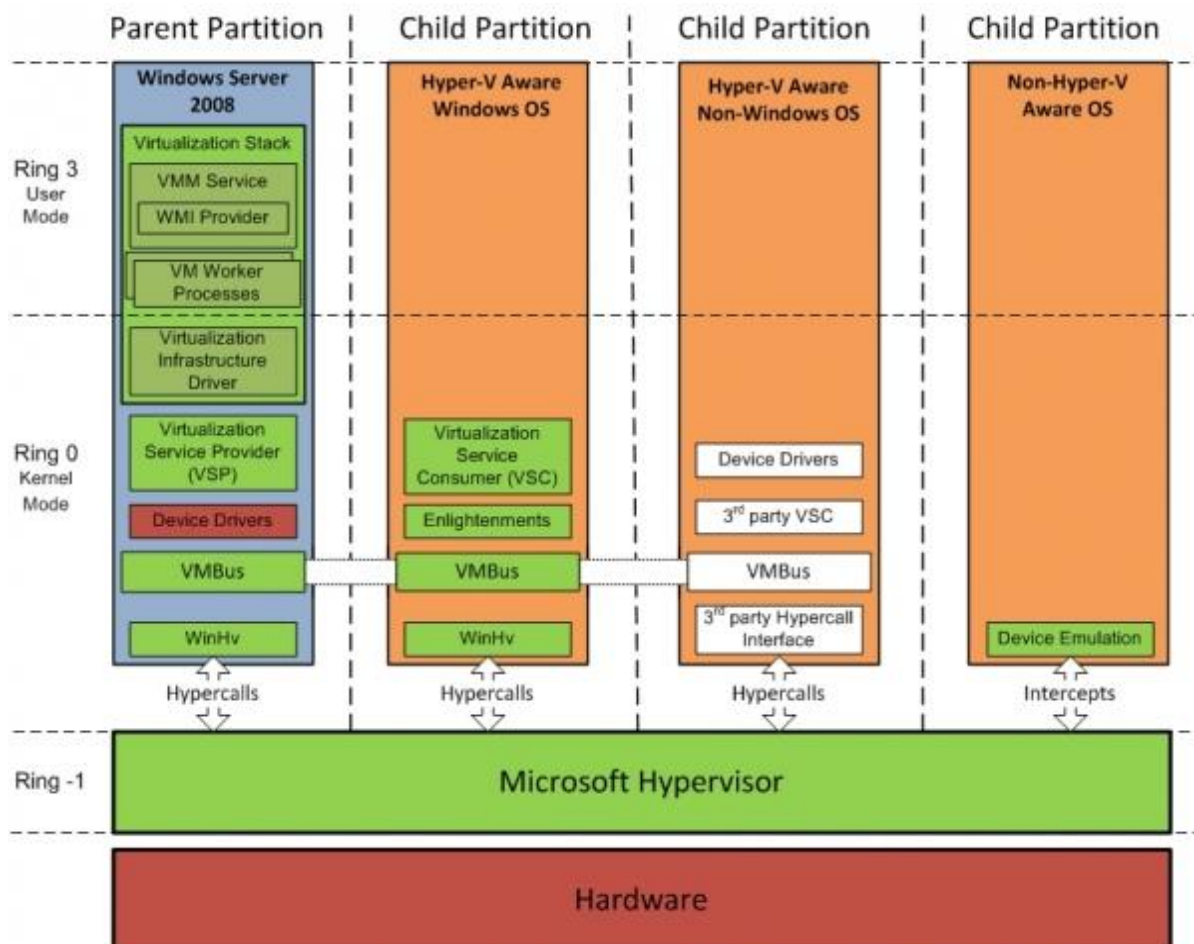 Parent Partition
Child Partition
Child Partition
Child Partition
Windows Server
2008
Hyper-V Aware
Windows OS
Hyper-V Aware
Non-Windows OS
Non-Hyper-V
Aware OS
Ring 3
User
Mode
Virtualization Stack
VMM Service
WMI Provider
VM Worker
Processes
Ring 0
Kernel
Mode
Virtualization
Infrastructure
Driver
Virtualization
Service Provider
(VSP)
Device Drivers
VMBus
WinHv
Virtualization
Service
Consumer (VSC)
Enlightenments
VMBus
WinHv
Device Drivers
3rd party VSC
VMBus
3rd party Hypercall
Interface
Device Emulation
Hypercalls
Hypercalls
Hypercalls
Intercepts
Ring -1
Microsoft Hypervisor
Hardware